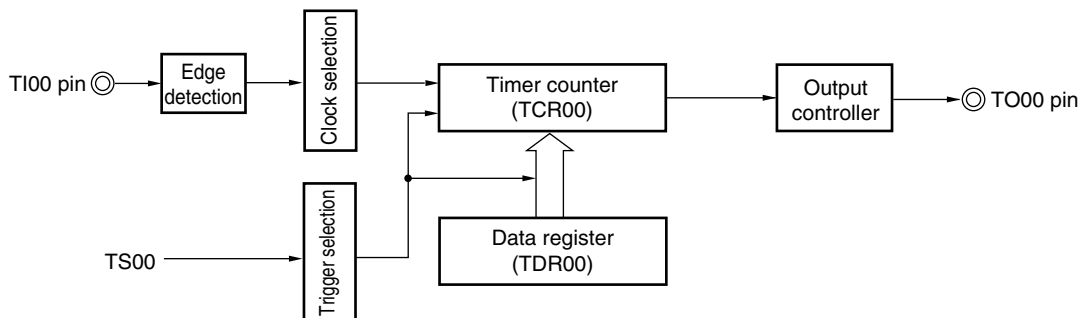 TI00 pin
Edge
detection
Clock selection
Timer counter
(TCR00)
Output
controller
TO00 pin
TS00
Trigger selection
Data register
(TDR00)